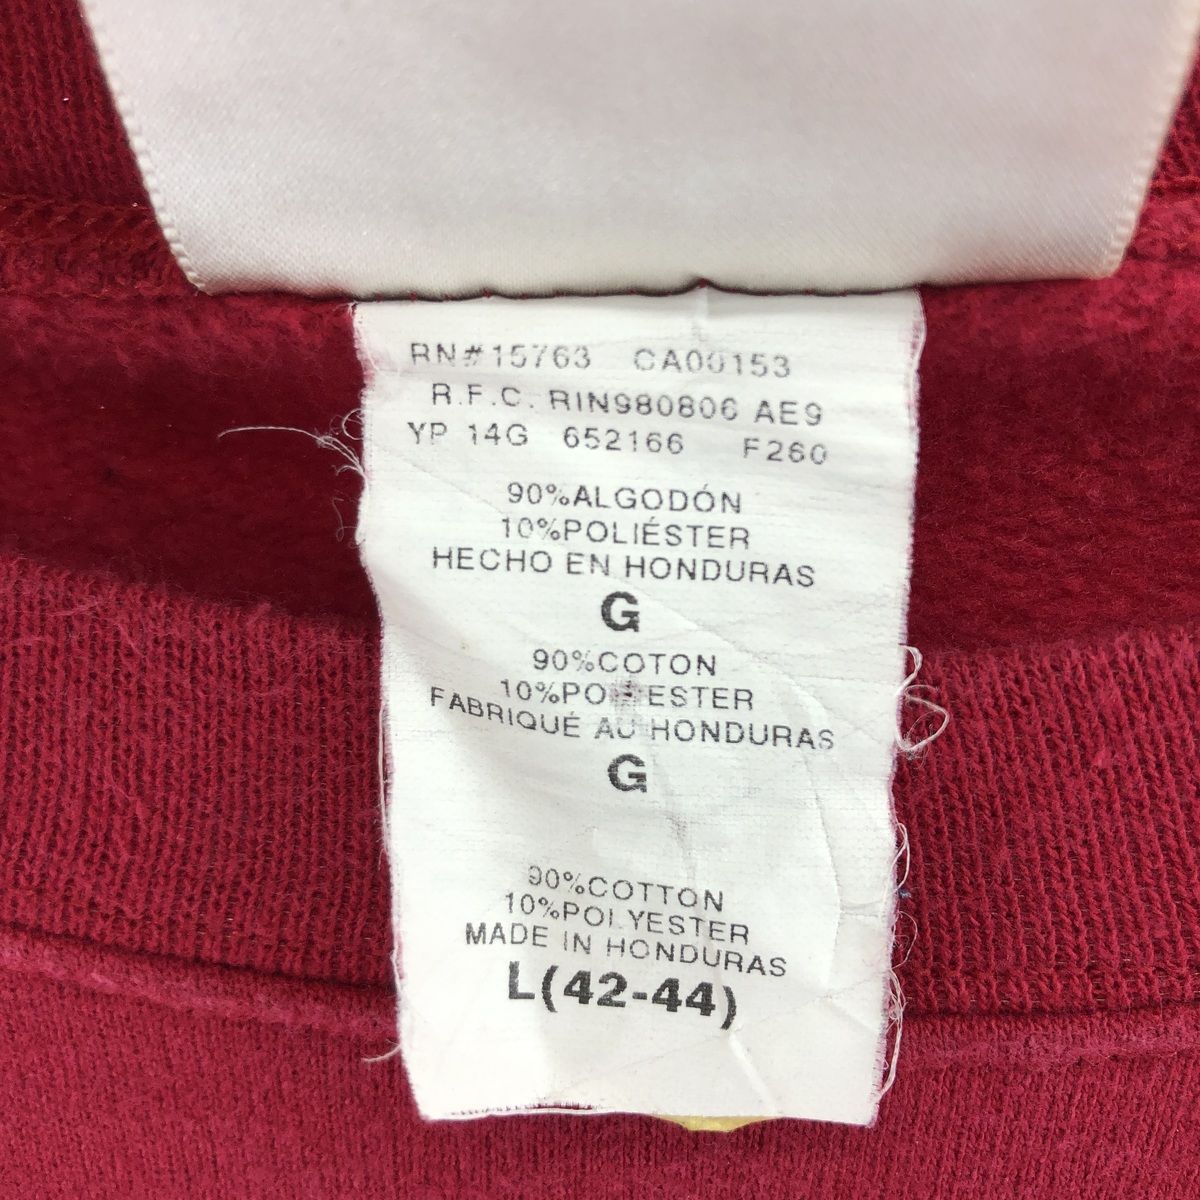 RN#15763 CA00153
R.F.C. RIN980806 AE9
YP 14G 652166 F260
90%ALGODÓN
10%POLIÉSTER
HECHO EN HONDURAS
G
90%COTON
10%POLYESTER
FABRIQUÉ AU HONDURAS
G
90%COTTON
10%POLYESTER
MADE IN HONDURAS
L(42-44)